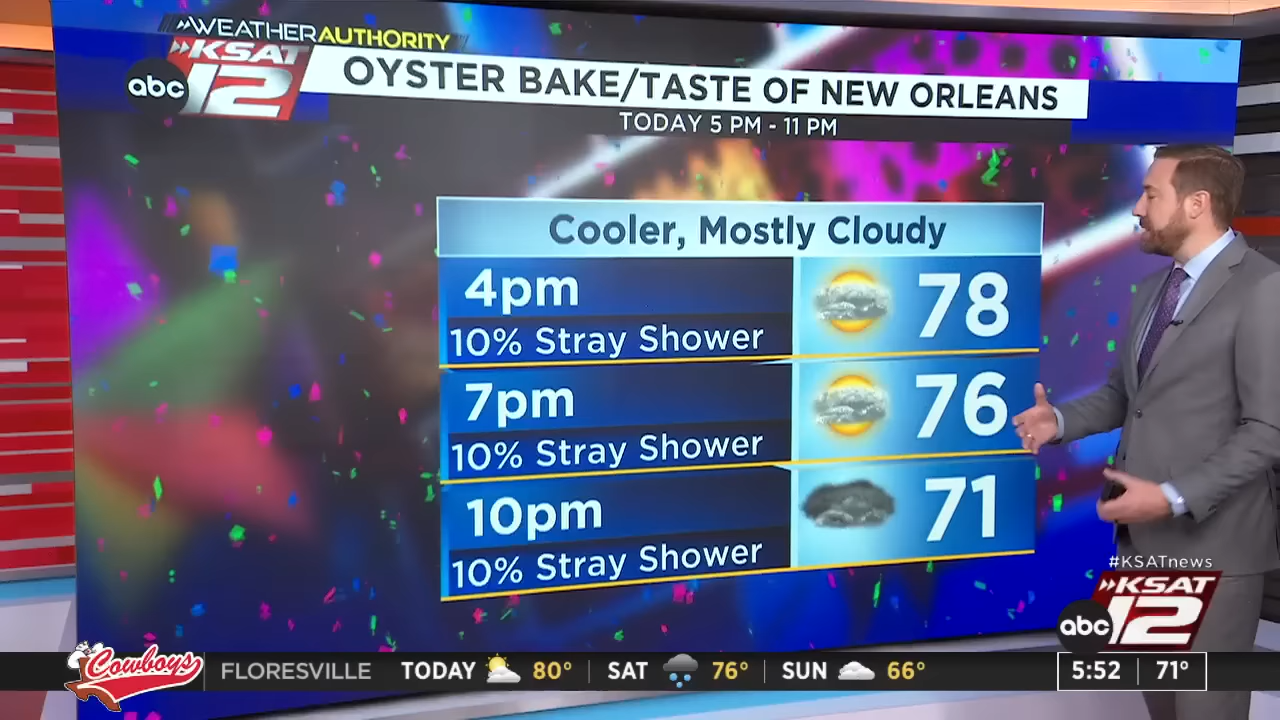 WEATHERAUTHORITY
KSAT
abc 12
OYSTER BAKE/TASTE OF NEW ORLEANS
TODAY 5 PM - 11 PM
Cooler, Mostly Cloudy
4pm
10% Stray Shower
78
7pm
10% Stray Shower
76
10pm
10% Stray Shower
71
#KSATnews
KSAT
abc 12
Cowboys FLORESVILLE TODAY 80° SAT 76° SUN 66° 5:52 71°